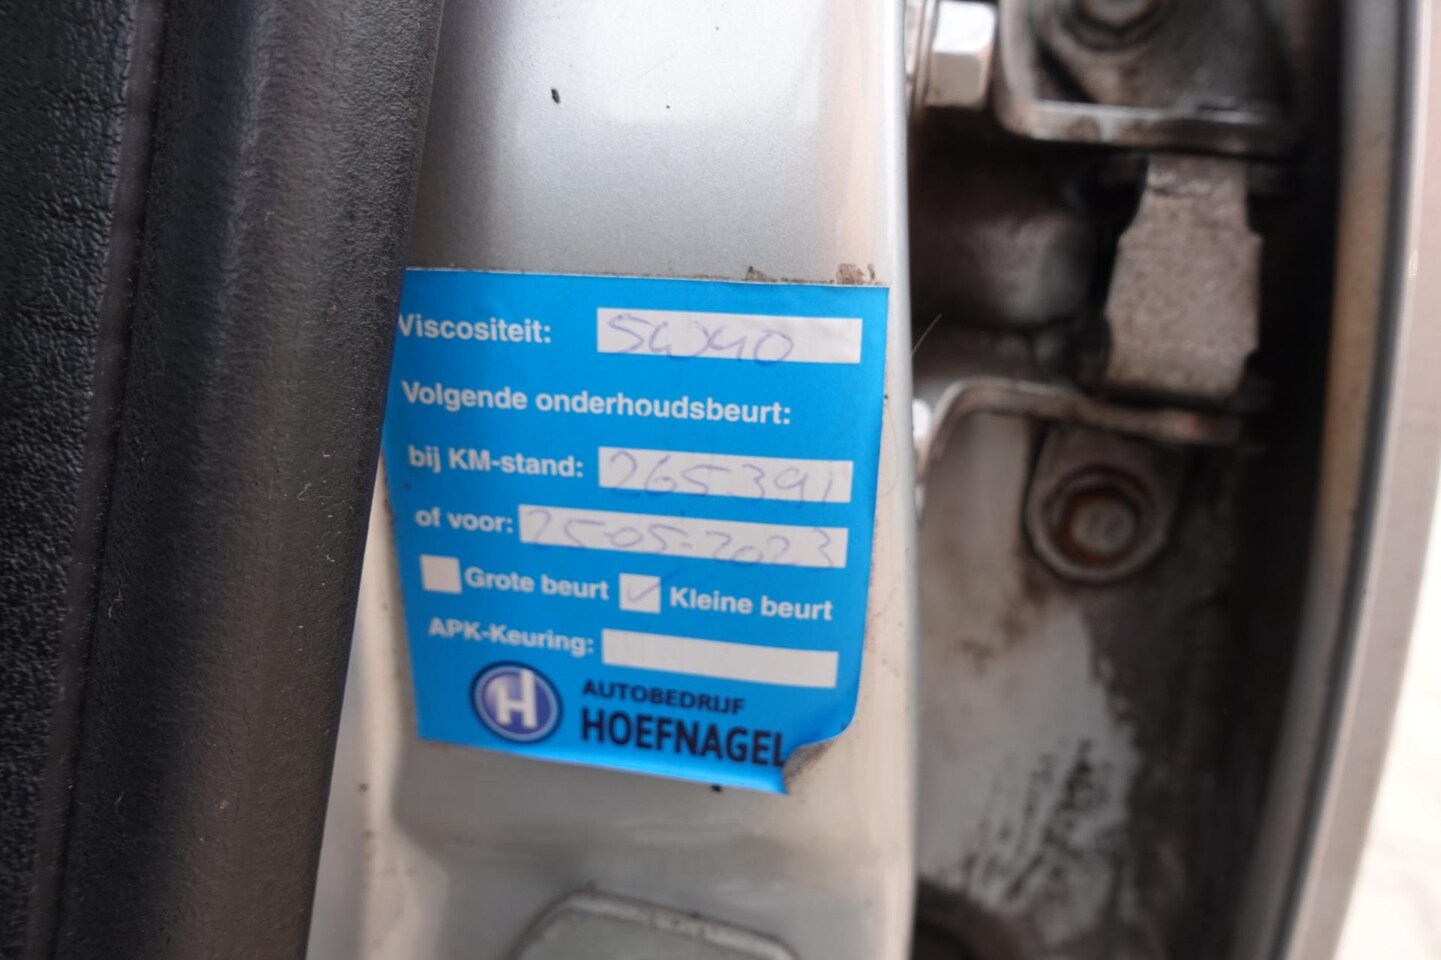 Viscositeit: 5W40
Volgende onderhoudsbeurt:
bij KM-stand: 265391
of voor: 25-05-2023
Grote beurt Kleine beurt
APK-Keuring:
H AUTOBEDRIJF
HOEFNAGEL